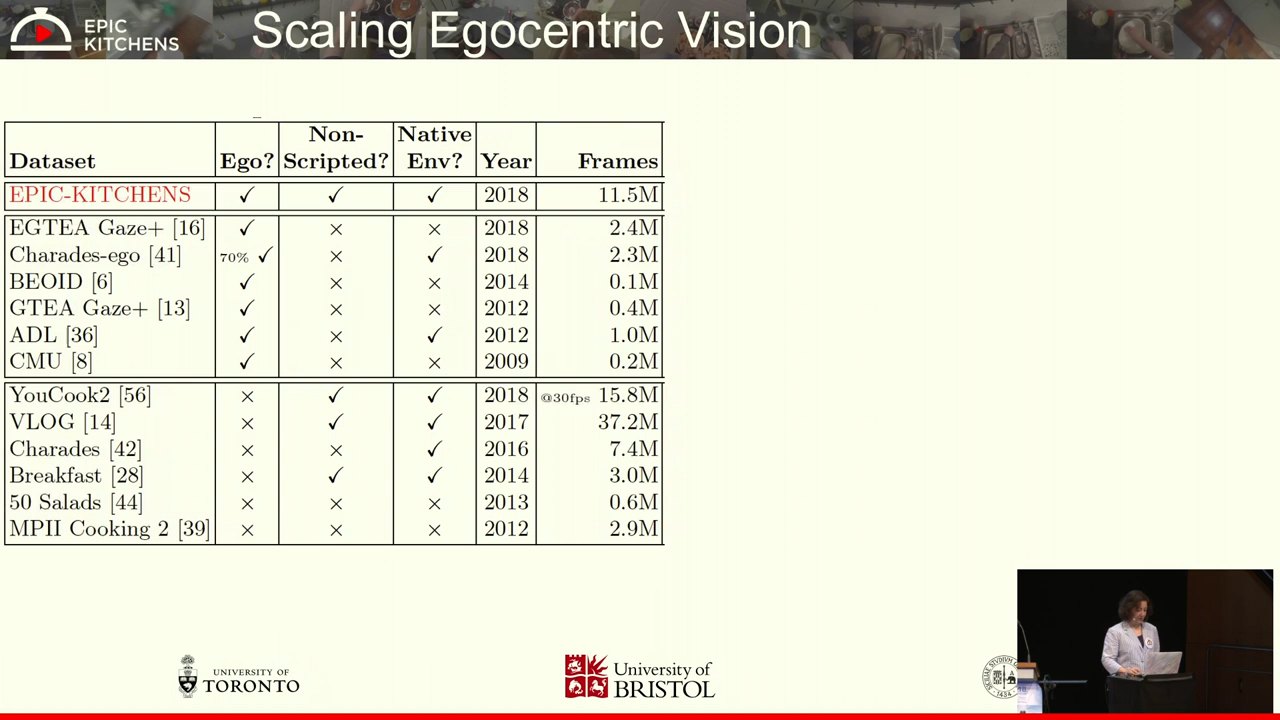 EPIC
KITCHENS
Scaling Egocentric Vision
Dataset Ego? Non-Scripted? Native Env? Year Frames
EPIC-KITCHENS ✓ ✓ ✓ 2018 11.5M
EGTEA Gaze+ [16] ✓ × × 2018 2.4M
Charades-ego [41] 70% ✓ × ✓ 2018 2.3M
BEOID [6] ✓ × × 2014 0.1M
GTEA Gaze+ [13] ✓ × × 2012 0.4M
ADL [36] ✓ × ✓ 2012 1.0M
CMU [8] ✓ × × 2009 0.2M
YouCook2 [56] × ✓ ✓ 2018 @30fps 15.8M
VLOG [14] × ✓ ✓ 2017 37.2M
Charades [42] × × ✓ 2016 7.4M
Breakfast [28] × ✓ ✓ 2014 3.0M
50 Salads [44] × × × 2013 0.6M
MPII Cooking 2 [39] × × × 2012 2.9M
UNIVERSITY OF
TORONTO
University of
BRISTOL
1434